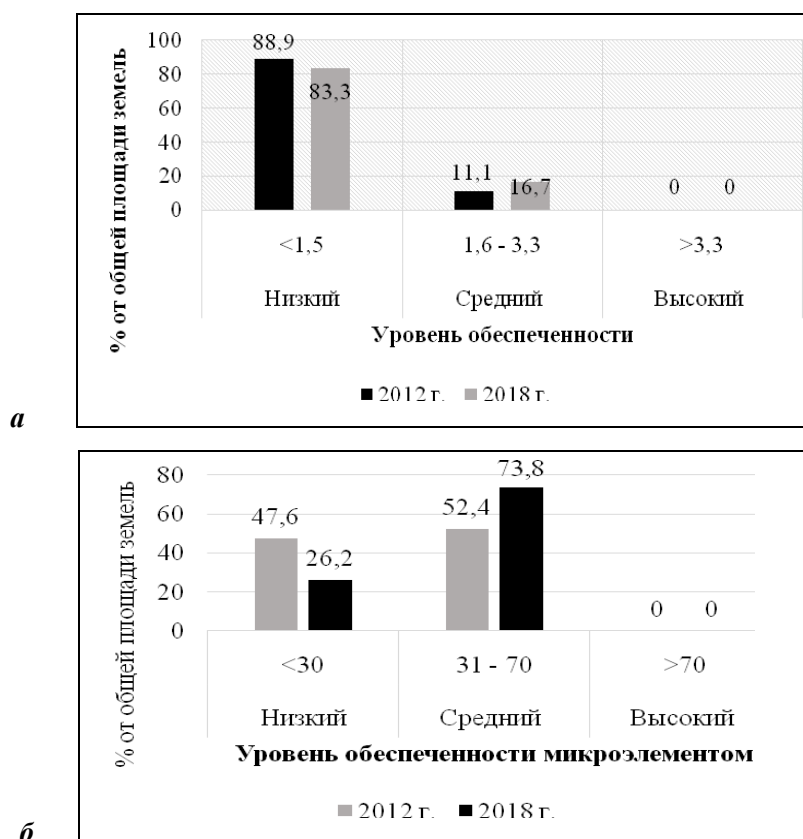 % от общей площади земель
100
80
60
40
20
0
88,9
83,3
11,1
16,7
0 0
<1,5 1,6 - 3,3 >3,3
Низкий Средний Высокий
Уровень обеспеченности
2012 г. 2018 г.
а
% от общей площади земель
80
60
40
20
0
47,6
26,2
52,4
73,8
0 0
<30 31 - 70 >70
Низкий Средний Высокий
Уровень обеспеченности микроэлементом
2012 г. 2018 г.
б